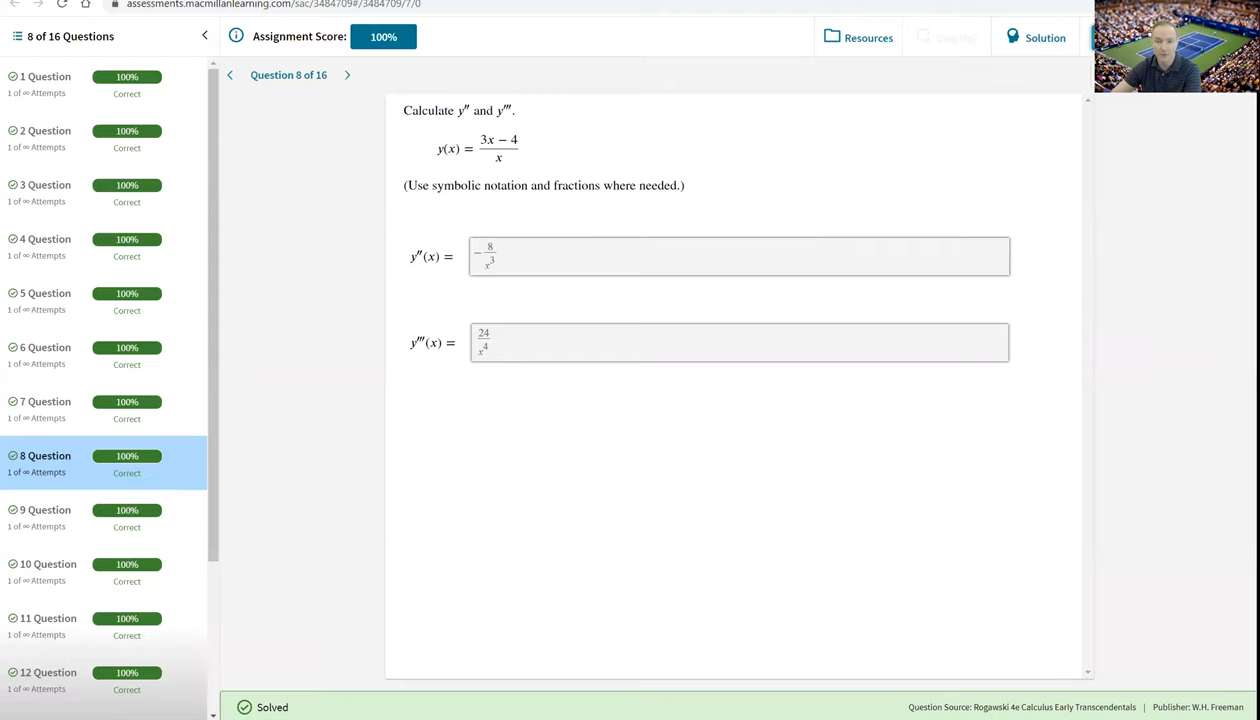 assessments.macmillanlearning.com/sac/3484709#/3484709/7/0
8 of 16 Questions
Assignment Score: 100%
Resources
Solution
1 Question 100%
1 of ∞ Attempts Correct
2 Question 100%
1 of ∞ Attempts Correct
3 Question 100%
1 of ∞ Attempts Correct
4 Question 100%
1 of ∞ Attempts Correct
5 Question 100%
1 of ∞ Attempts Correct
6 Question 100%
1 of ∞ Attempts Correct
7 Question 100%
1 of ∞ Attempts Correct
8 Question 100%
1 of ∞ Attempts Correct
9 Question 100%
1 of ∞ Attempts Correct
10 Question 100%
1 of ∞ Attempts Correct
11 Question 100%
1 of ∞ Attempts Correct
12 Question 100%
1 of ∞ Attempts Correct
Question 8 of 16
Calculate y″ and y‴.
y(x) = (3x − 4)/x
(Use symbolic notation and fractions where needed.)
y″(x) = −8/x³
y‴(x) = 24/x⁴
Solved
Question Source: Rogawski 4e Calculus Early Transcendentals | Publisher: W.H. Freeman